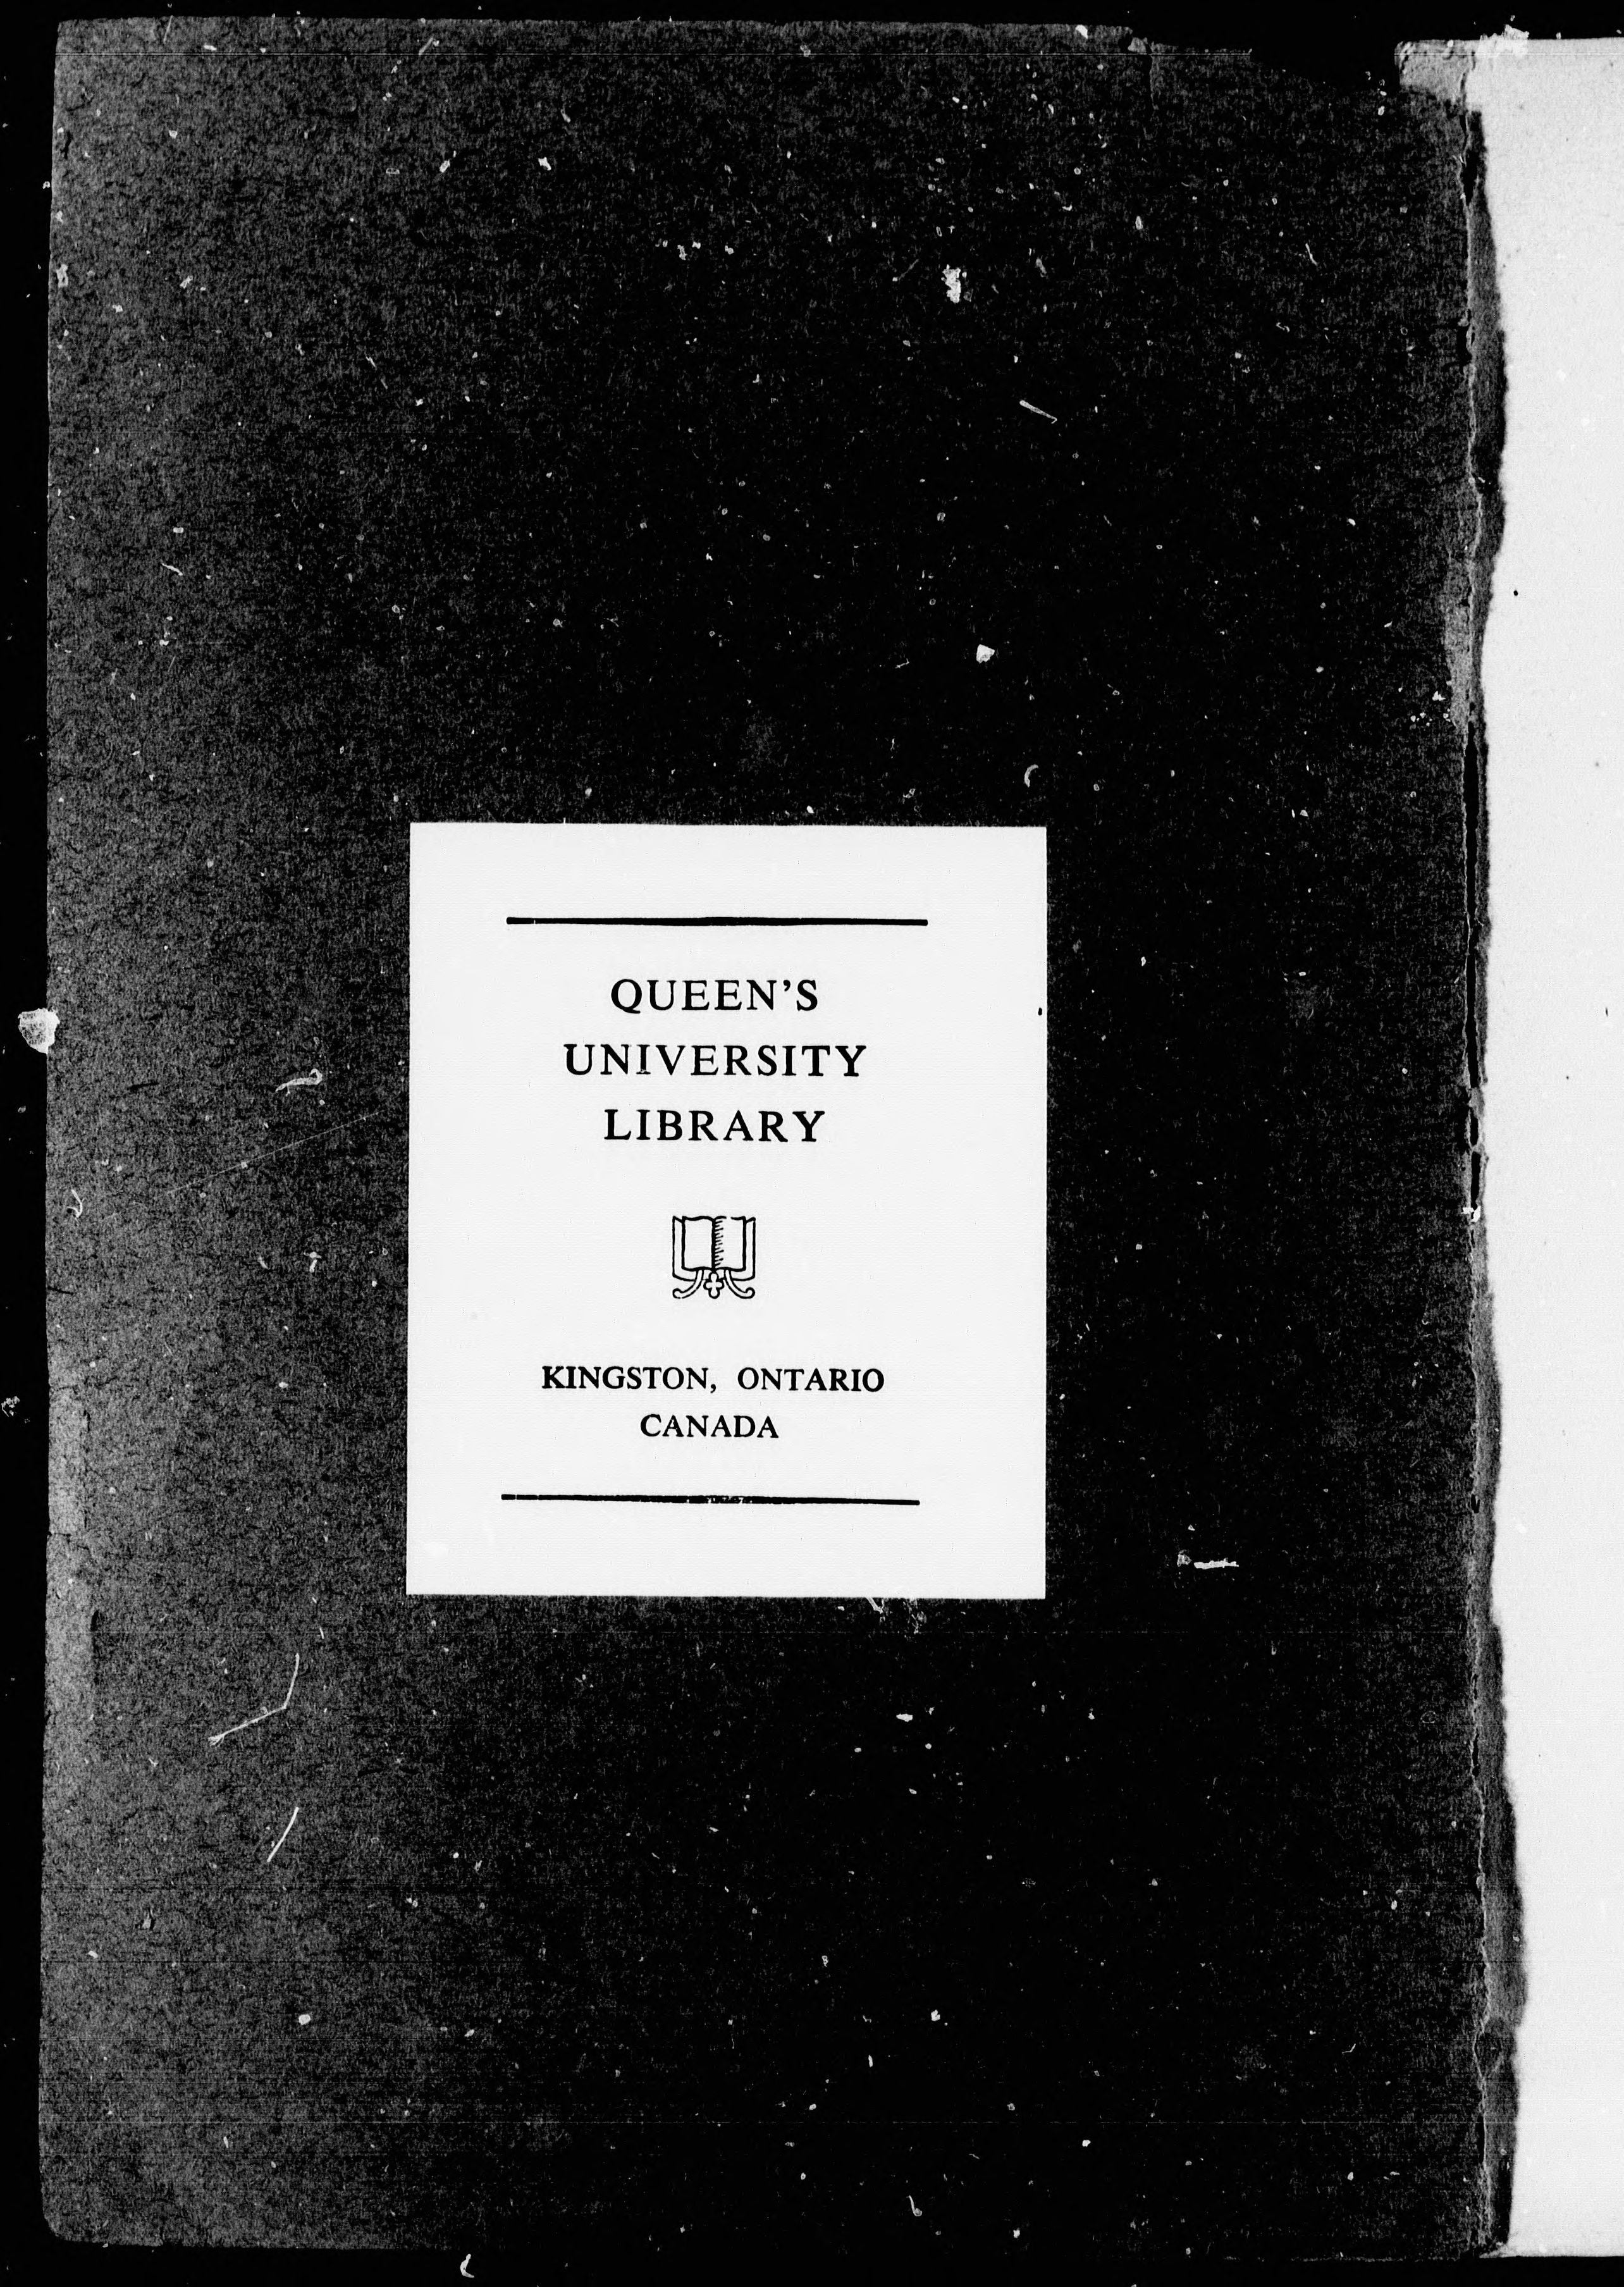 QUEEN'S
UNIVERSITY
LIBRARY
KINGSTON, ONTARIO
CANADA